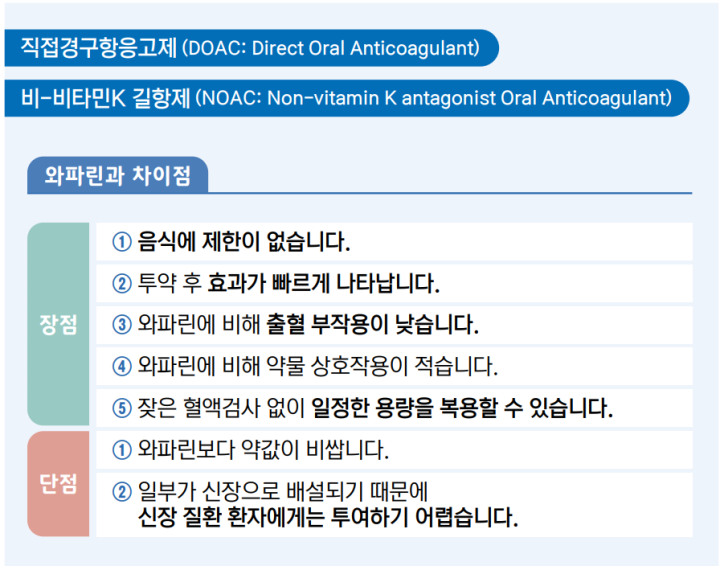 직접경구항응고제 (DOAC: Direct Oral Anticoagulant)
비-비타민K 길항제 (NOAC: Non-vitamin K antagonist Oral Anticoagulant)
와파린과 차이점
장점
① 음식에 제한이 없습니다.
② 투약 후 효과가 빠르게 나타납니다.
③ 와파린에 비해 출혈 부작용이 낮습니다.
④ 와파린에 비해 약물 상호작용이 적습니다.
⑤ 잦은 혈액검사 없이 일정한 용량을 복용할 수 있습니다.
단점
① 와파린보다 약값이 비쌉니다.
② 일부가 신장으로 배설되기 때문에
신장 질환 환자에게는 투여하기 어렵습니다.